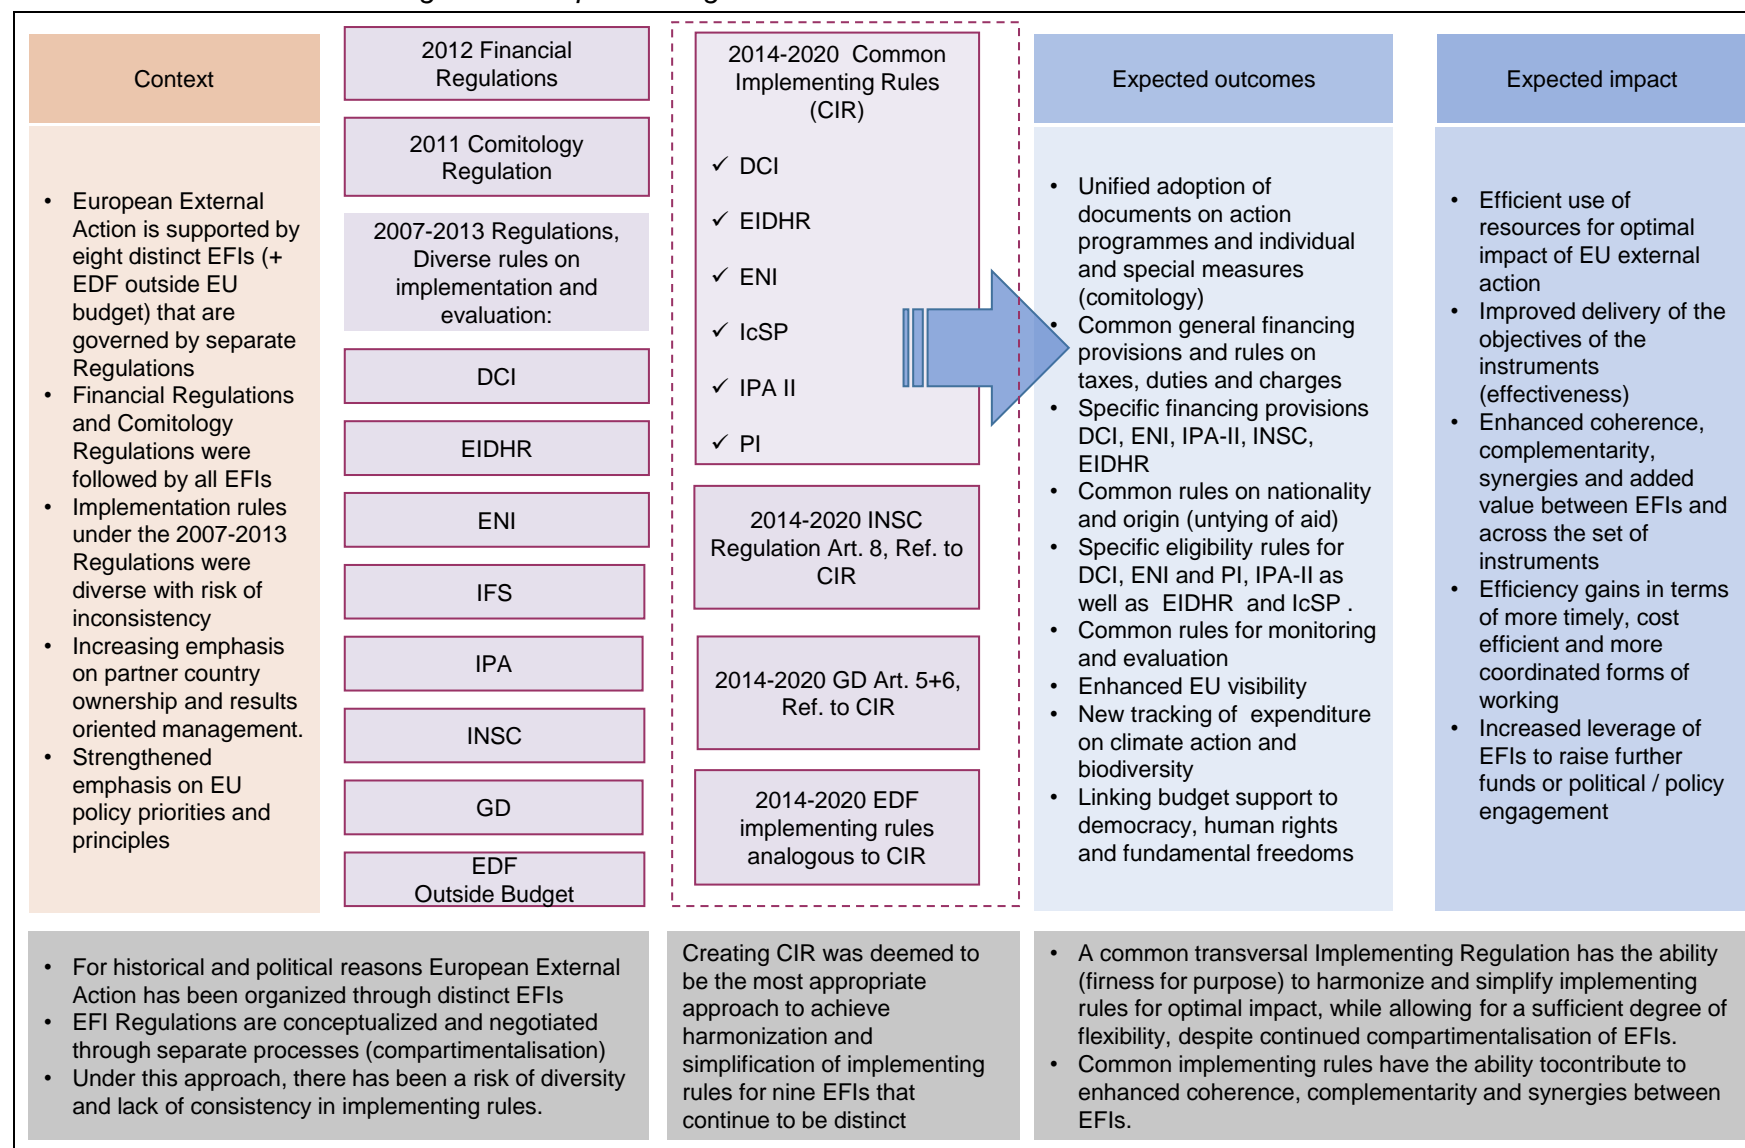 Context
• European External
Action is supported by
eight distinct EFIs (+
EDF outside EU
budget) that are
governed by separate
Regulations
• Financial Regulations
and Comitology
Regulations were
followed by all EFIs
• Implementation rules
under the 2007-2013
Regulations were
diverse with risk of
inconsistency
• Increasing emphasis
on partner country
ownership and results
oriented management.
• Strengthened
emphasis on EU
policy priorities and
principles
2012 Financial
Regulations
2011 Comitology
Regulation
2007-2013 Regulations,
Diverse rules on
implementation and
evaluation:
DCI
EIDHR
ENI
IFS
IPA
INSC
GD
EDF
Outside Budget
2014-2020 Common
Implementing Rules
(CIR)
✓ DCI
✓ EIDHR
✓ ENI
✓ IcSP
✓ IPA II
✓ PI
2014-2020 INSC
Regulation Art. 8, Ref. to
CIR
2014-2020 GD Art. 5+6,
Ref. to CIR
2014-2020 EDF
implementing rules
analogous to CIR
Expected outcomes
• Unified adoption of
documents on action
programmes and individual
and special measures
(comitology)
• Common general financing
provisions and rules on
taxes, duties and charges
• Specific financing provisions
DCI, ENI, IPA-II, INSC,
EIDHR
• Common rules on nationality
and origin (untying of aid)
• Specific eligibility rules for
DCI, ENI and PI, IPA-II as
well as EIDHR and IcSP .
• Common rules for monitoring
and evaluation
• Enhanced EU visibility
• New tracking of expenditure
on climate action and
biodiversity
• Linking budget support to
democracy, human rights
and fundamental freedoms
Expected impact
• Efficient use of
resources for optimal
impact of EU external
action
• Improved delivery of the
objectives of the
instruments
(effectiveness)
• Enhanced coherence,
complementarity,
synergies and added
value between EFIs and
across the set of
instruments
• Efficiency gains in terms
of more timely, cost
efficient and more
coordinated forms of
working
• Increased leverage of
EFIs to raise further
funds or political / policy
engagement
• For historical and political reasons European External
Action has been organized through distinct EFIs
• EFI Regulations are conceptualized and negotiated
through separate processes (compartimentalisation)
• Under this approach, there has been a risk of diversity
and lack of consistency in implementing rules.
Creating CIR was deemed to
be the most appropriate
approach to achieve
harmonization and
simplification of implementing
rules for nine EFIs that
continue to be distinct
• A common transversal Implementing Regulation has the ability
(firness for purpose) to harmonize and simplify implementing
rules for optimal impact, while allowing for a sufficient degree of
flexibility, despite continued compartimentalisation of EFIs.
• Common implementing rules have the ability tocontribute to
enhanced coherence, complementarity and synergies between
EFIs.